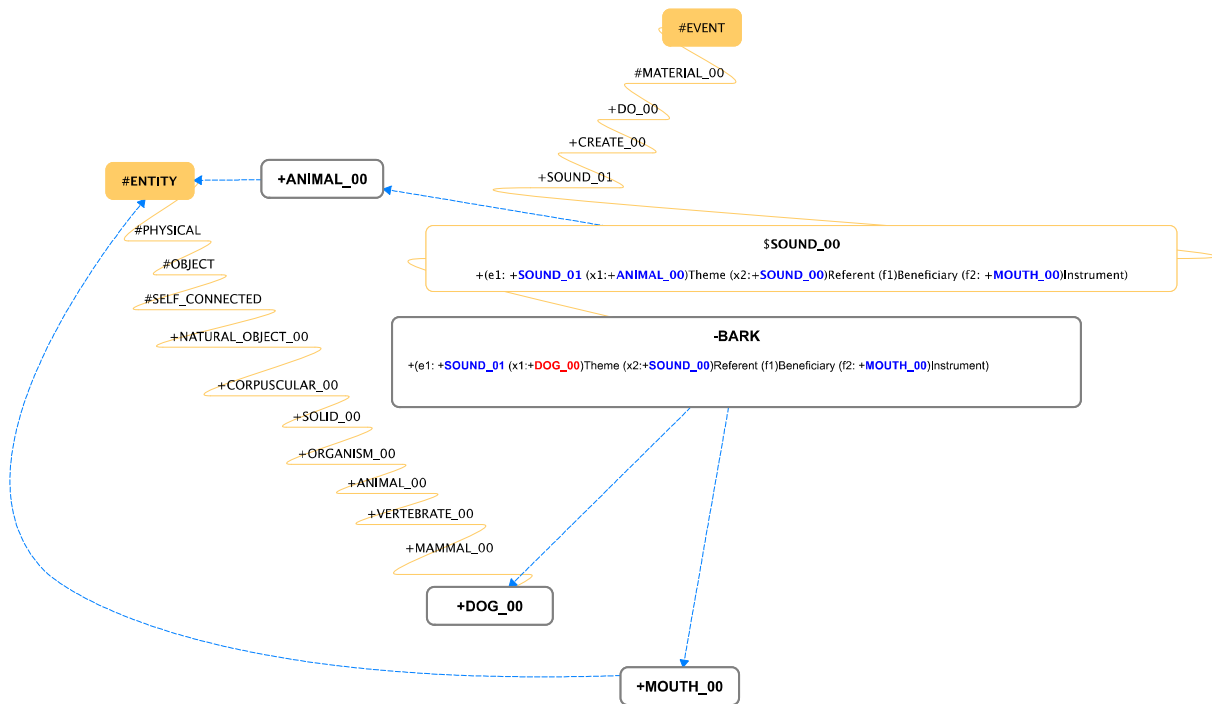 #EVENT
#MATERIAL_00
+DO_00
+CREATE_00
+SOUND_01
#ENTITY
+ANIMAL_00
$SOUND_00
+(e1: +SOUND_01 (x1:+ANIMAL_00)Theme (x2:+SOUND_00)Referent (f1)Beneficiary (f2: +MOUTH_00)Instrument)
-BARK
+(e1: +SOUND_01 (x1:+DOG_00)Theme (x2:+SOUND_00)Referent (f1)Beneficiary (f2: +MOUTH_00)Instrument)
#PHYSICAL
#OBJECT
#SELF_CONNECTED
+NATURAL_OBJECT_00
+CORPUSCULAR_00
+SOLID_00
+ORGANISM_00
+ANIMAL_00
+VERTEBRATE_00
+MAMMAL_00
+DOG_00
+MOUTH_00